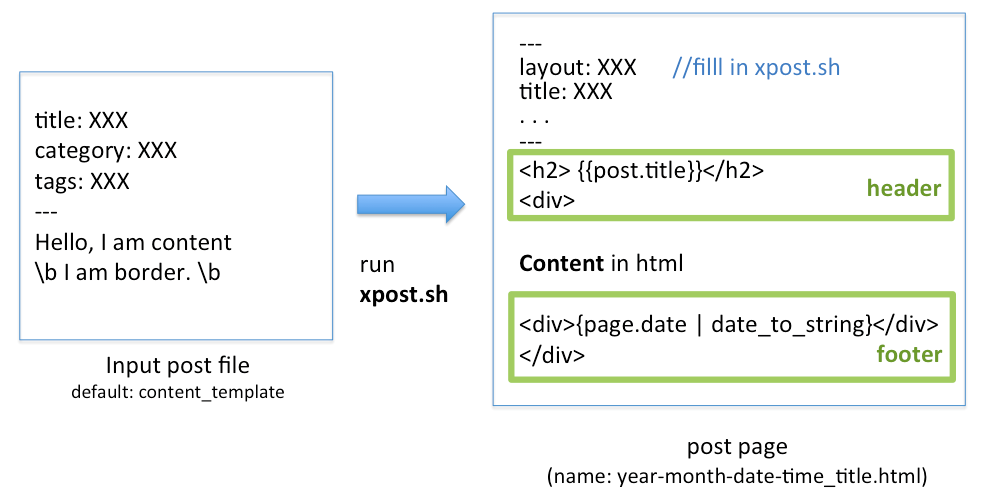 title: XXX
category: XXX
tags: XXX
---
Hello, I am content
\b I am border. \b
Input post file
default: content_template
run
xpost.sh
---
layout: XXX //filll in xpost.sh
title: XXX
. . .
---
<h2> {{post.title}}</h2>
<div>
header
Content in html
<div>{page.date | date_to_string}</div>
</div>
footer
post page
(name: year-month-date-time_title.html)